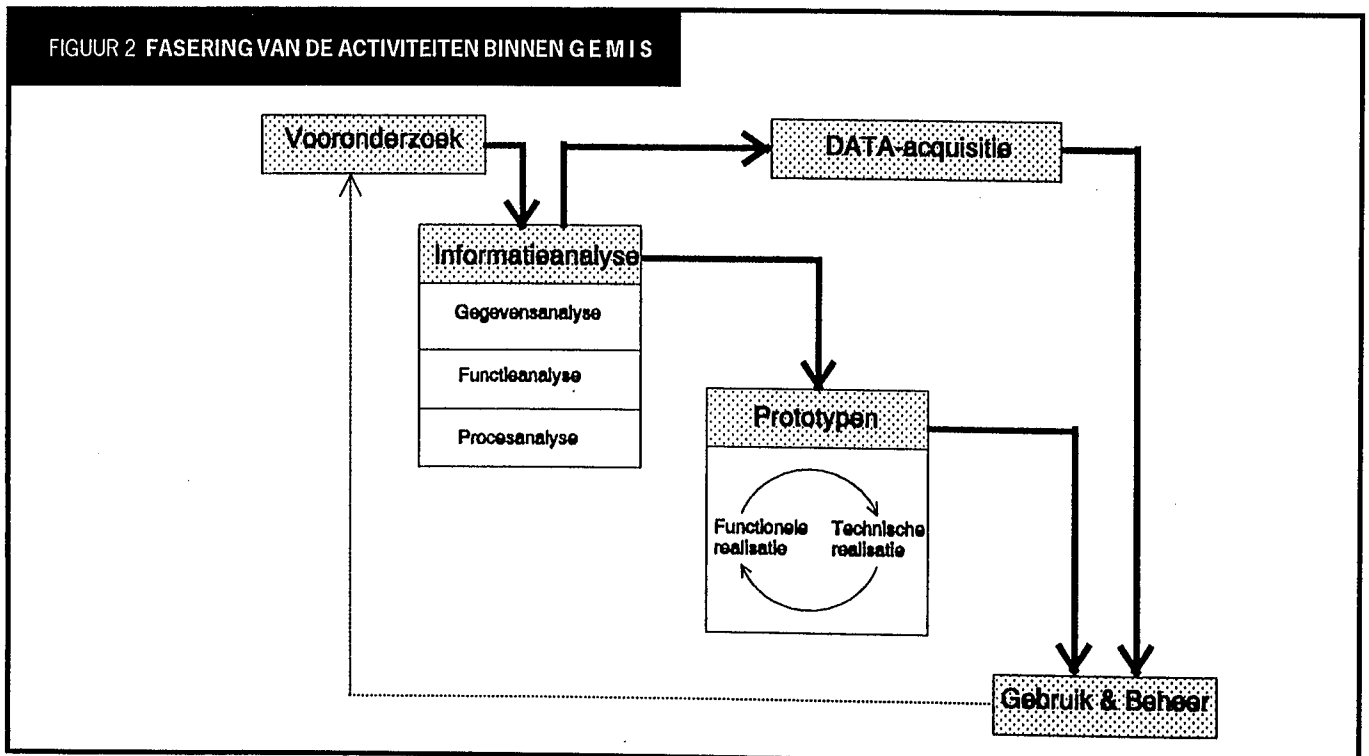 FIGUUR 2 FASERING VAN DE ACTIVITEITEN BINNEN G E M I S
Vooronderzoek
DATA-acquisitie
Informatieanalyse
Gegevensanalyse
Functieanalyse
Procesanalyse
Prototypen
Functionele
realisatie
Technische
realisatie
Gebruik & Beheer